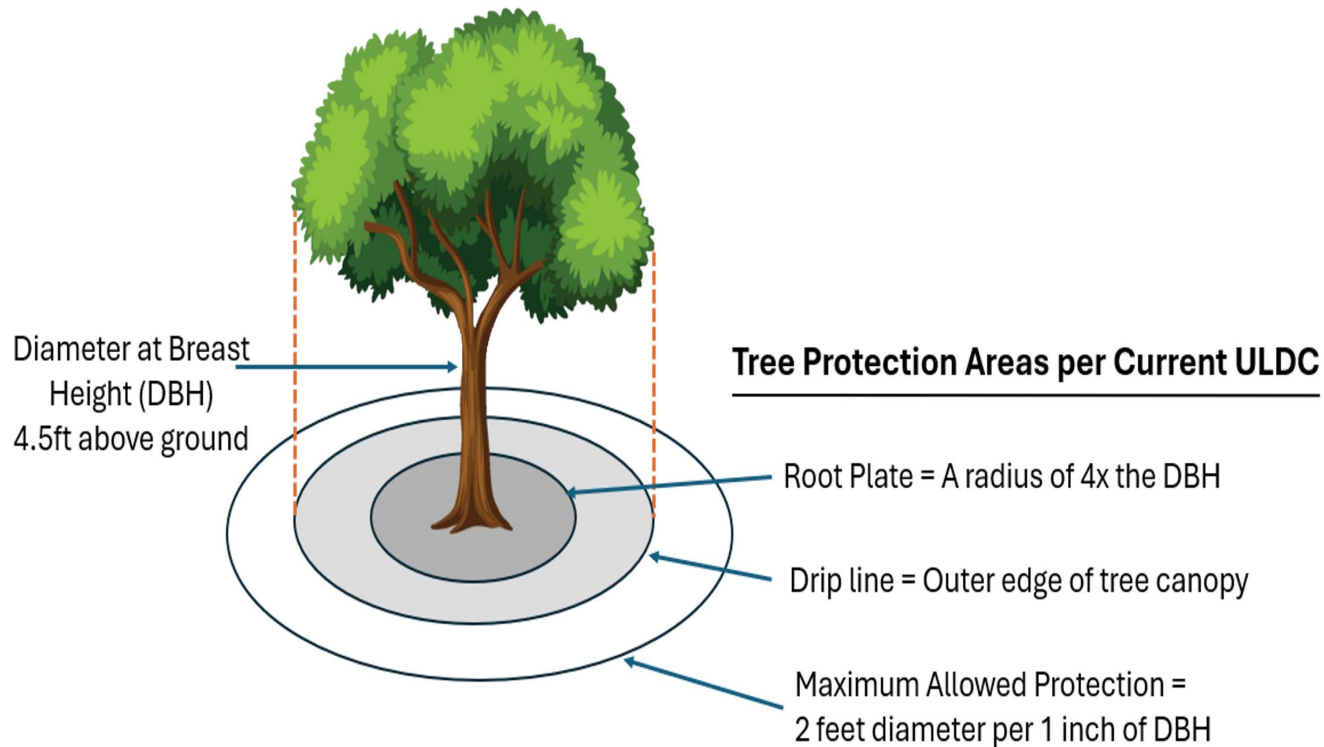 Diameter at Breast
Height (DBH)
4.5ft above ground
Tree Protection Areas per Current ULDC
Root Plate = A radius of 4x the DBH
Drip line = Outer edge of tree canopy
Maximum Allowed Protection =
2 feet diameter per 1 inch of DBH